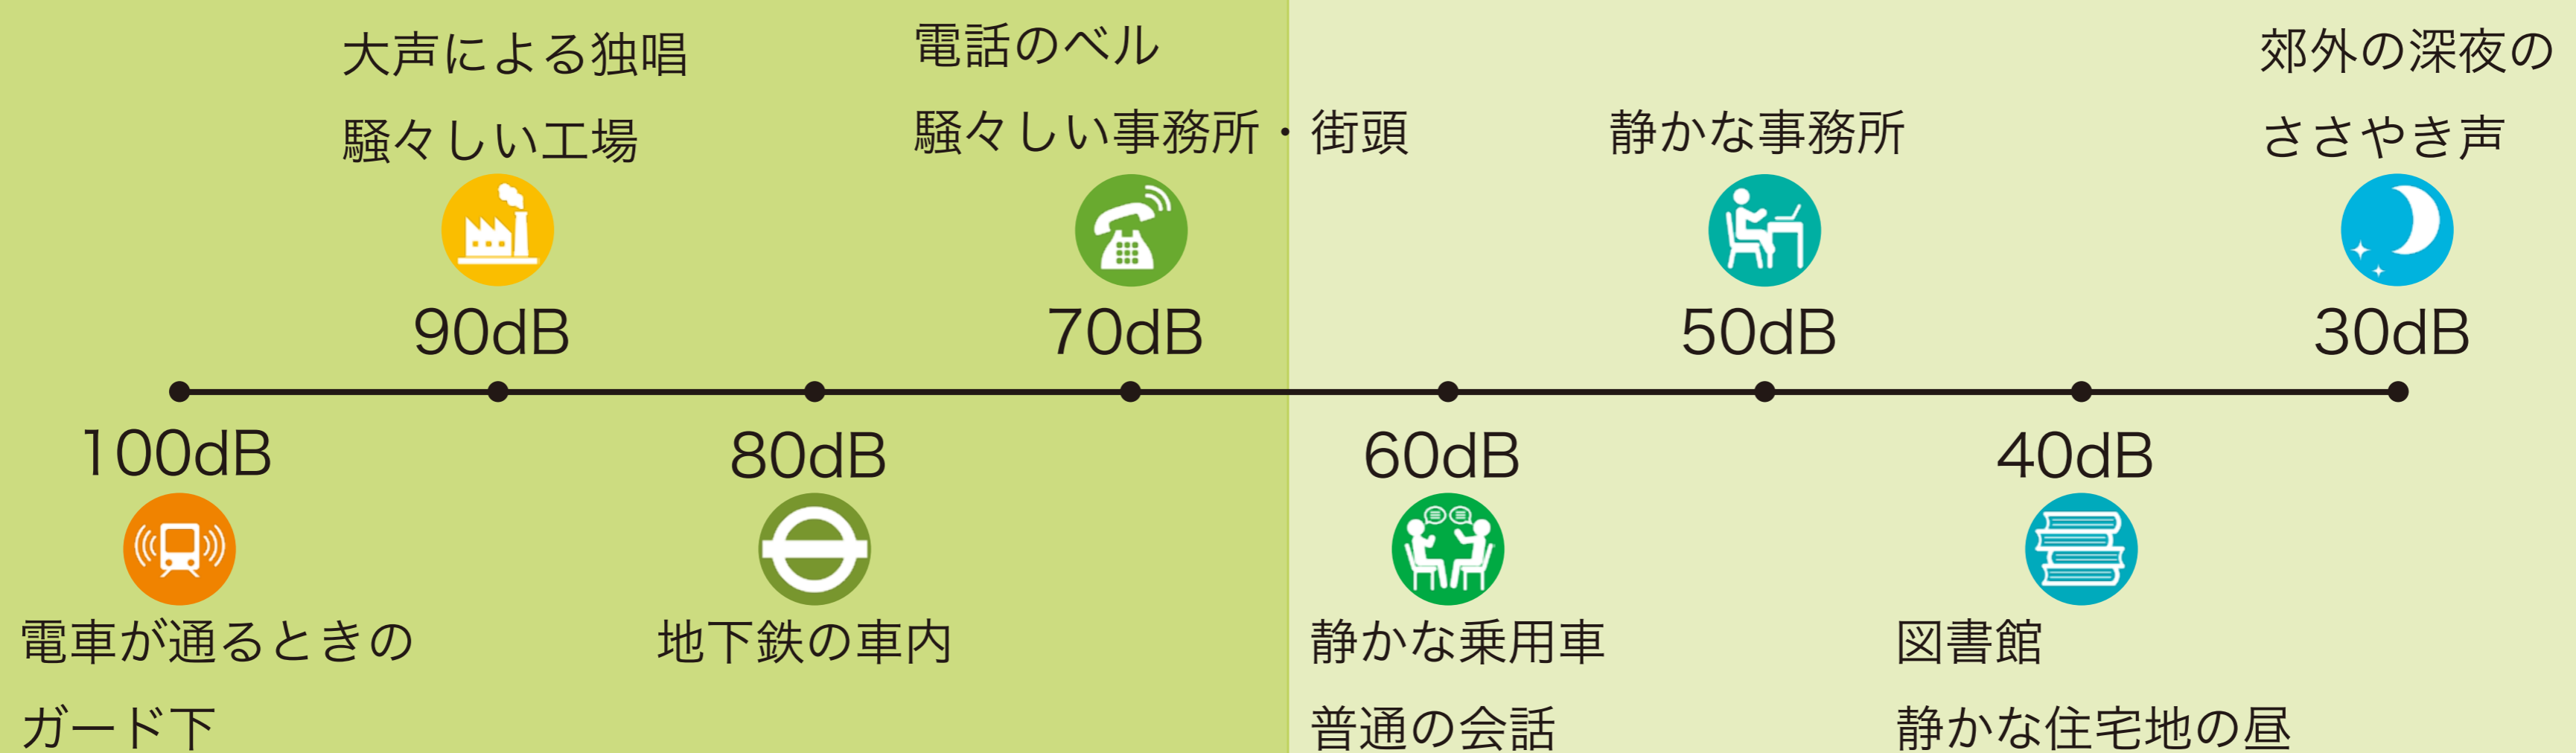 大声による独唱
騒々しい工場
90dB
電話のベル
騒々しい事務所・街頭
70dB
静かな事務所
50dB
郊外の深夜の
ささやき声
30dB
100dB
電車が通るときの
ガード下
80dB
地下鉄の車内
60dB
静かな乗用車
普通の会話
40dB
図書館
静かな住宅地の昼